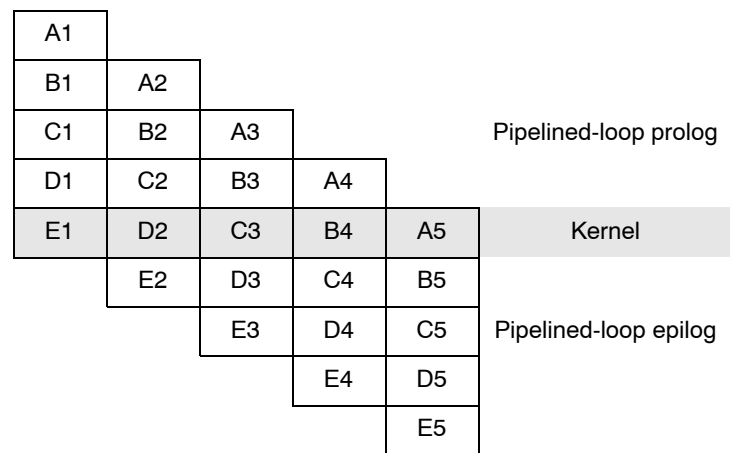 A1
B1 A2
C1 B2 A3 Pipelined-loop prolog
D1 C2 B3 A4
E1 D2 C3 B4 A5 Kernel
E2 D3 C4 B5
E3 D4 C5 Pipelined-loop epilog
E4 D5
E5